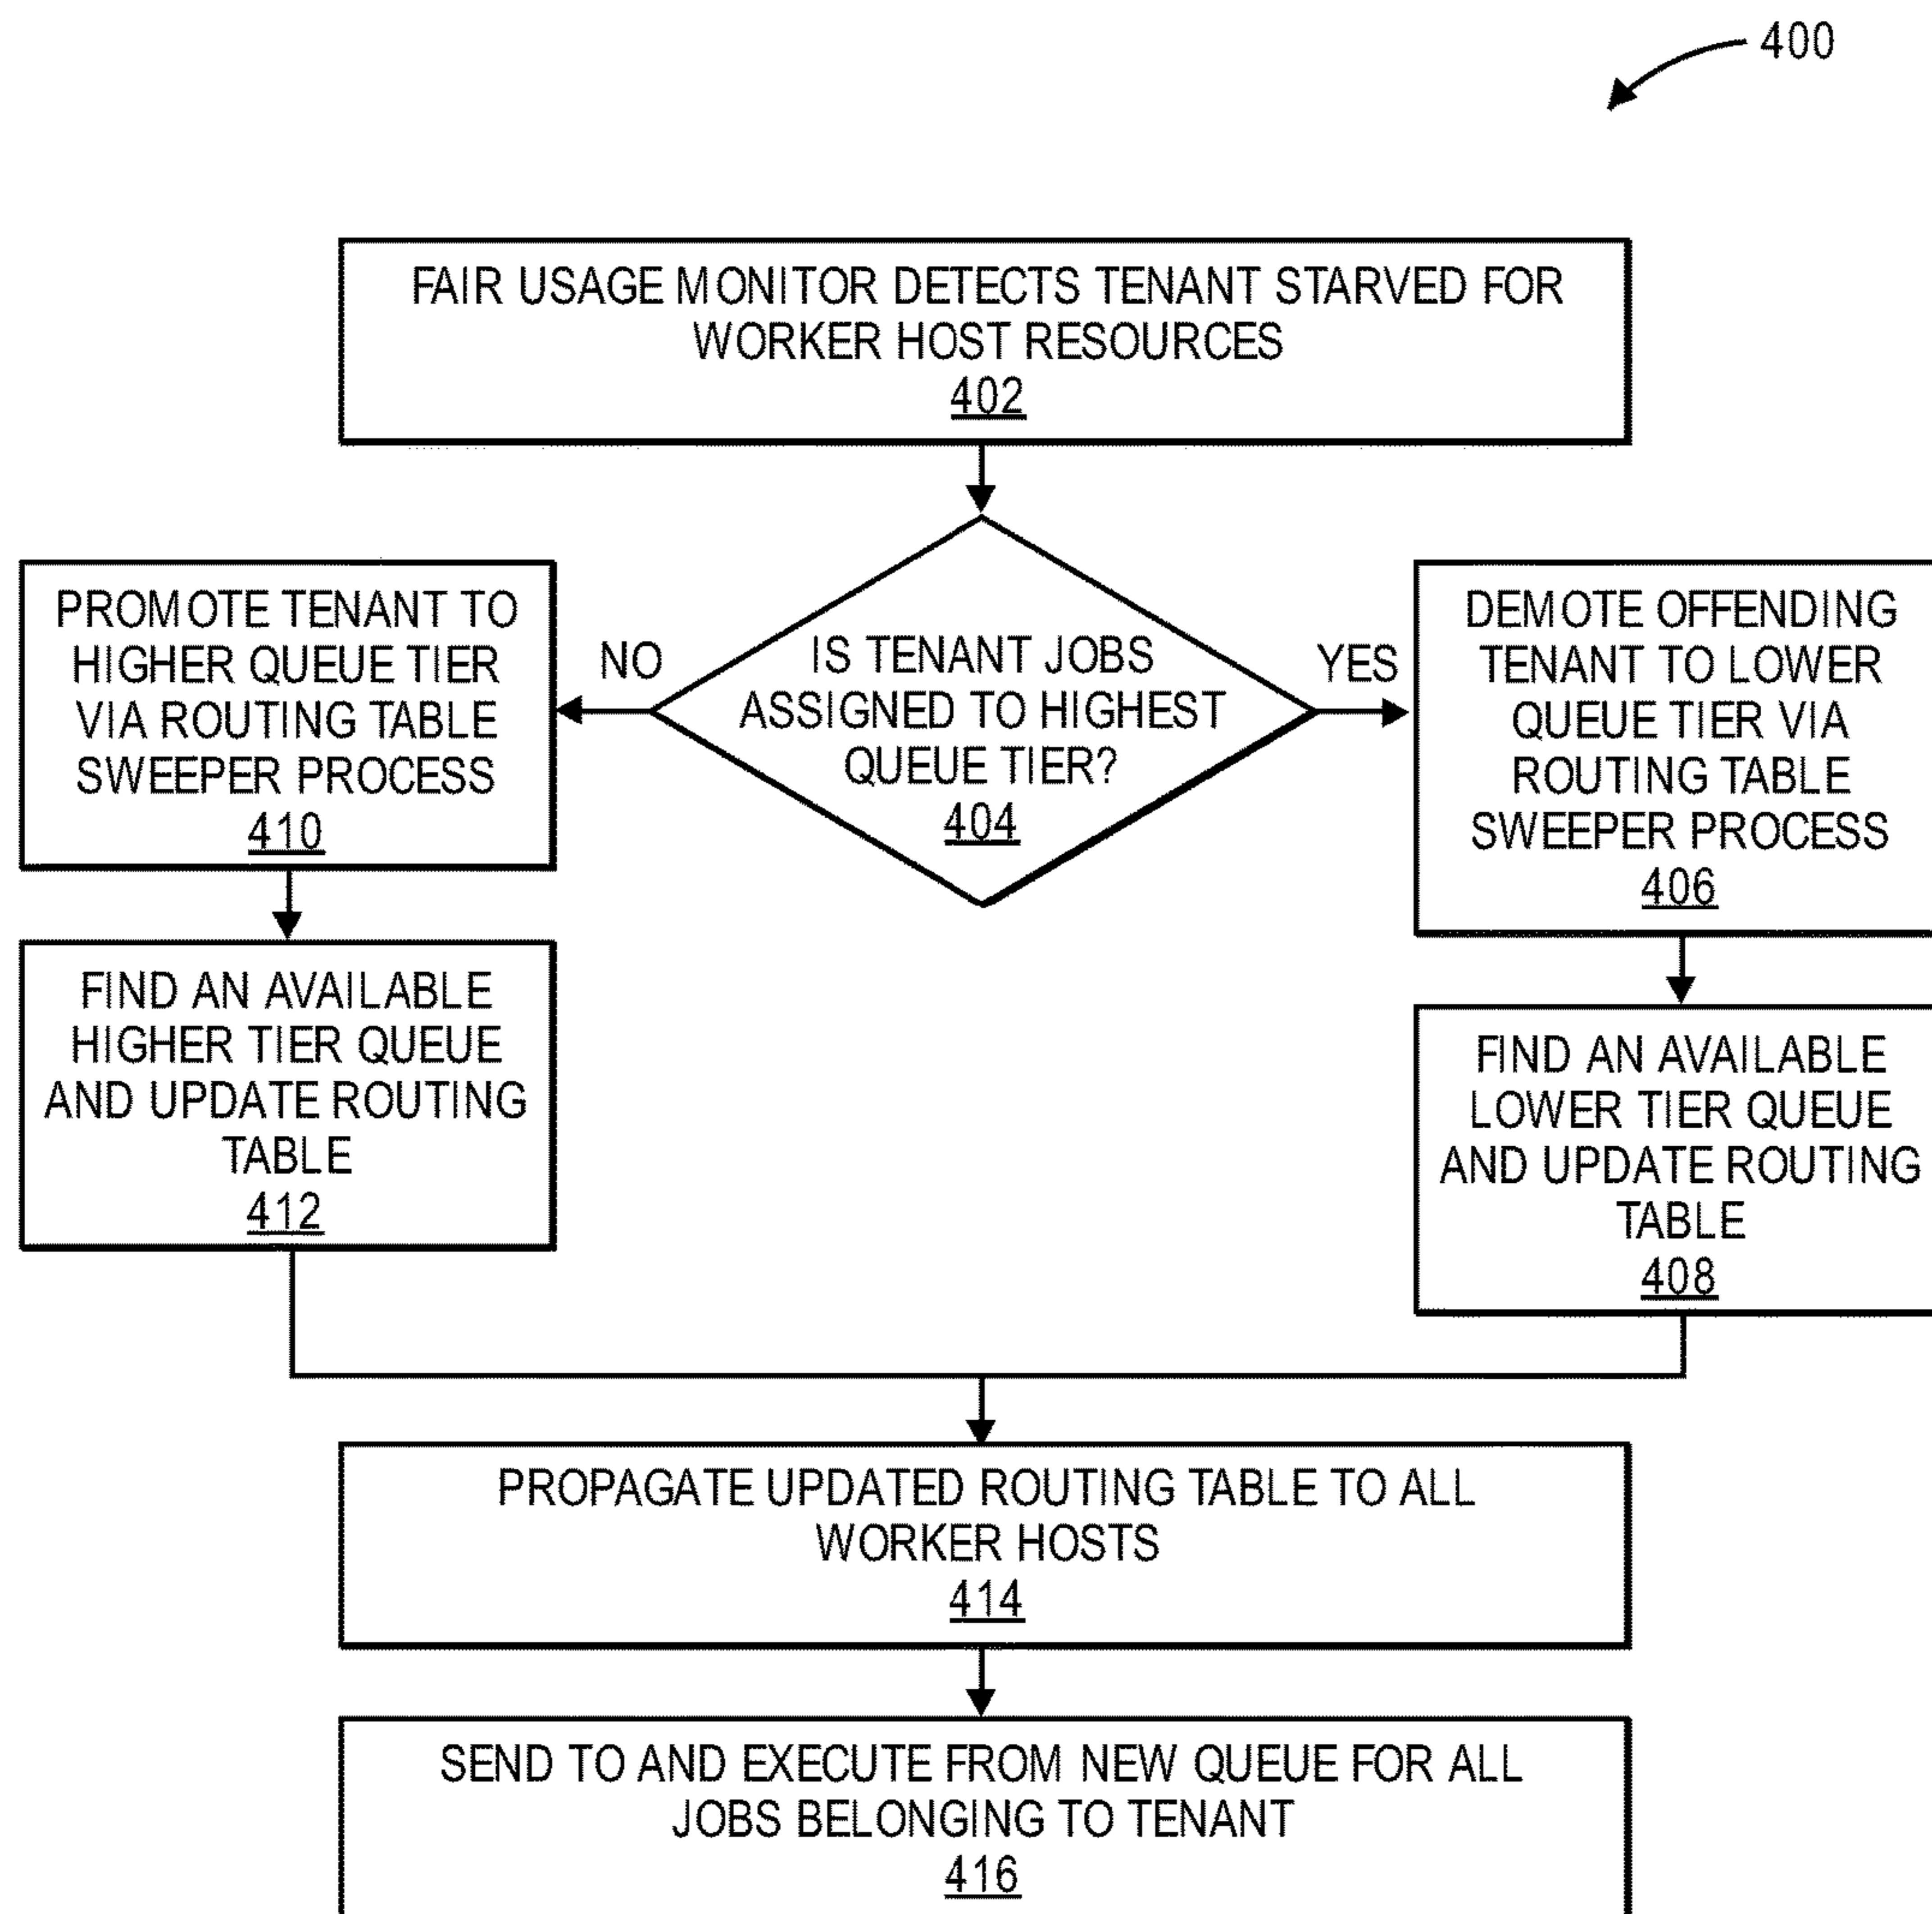 400
FAIR USAGE MONITOR DETECTS TENANT STARVED FOR
WORKER HOST RESOURCES
402
IS TENANT JOBS
ASSIGNED TO HIGHEST
QUEUE TIER?
404
NO
PROMOTE TENANT TO
HIGHER QUEUE TIER
VIA ROUTING TABLE
SWEEPER PROCESS
410
FIND AN AVAILABLE
HIGHER TIER QUEUE
AND UPDATE ROUTING
TABLE
412
YES
DEMOTE OFFENDING
TENANT TO LOWER
QUEUE TIER VIA
ROUTING TABLE
SWEEPER PROCESS
406
FIND AN AVAILABLE
LOWER TIER QUEUE
AND UPDATE ROUTING
TABLE
408
PROPAGATE UPDATED ROUTING TABLE TO ALL
WORKER HOSTS
414
SEND TO AND EXECUTE FROM NEW QUEUE FOR ALL
JOBS BELONGING TO TENANT
416